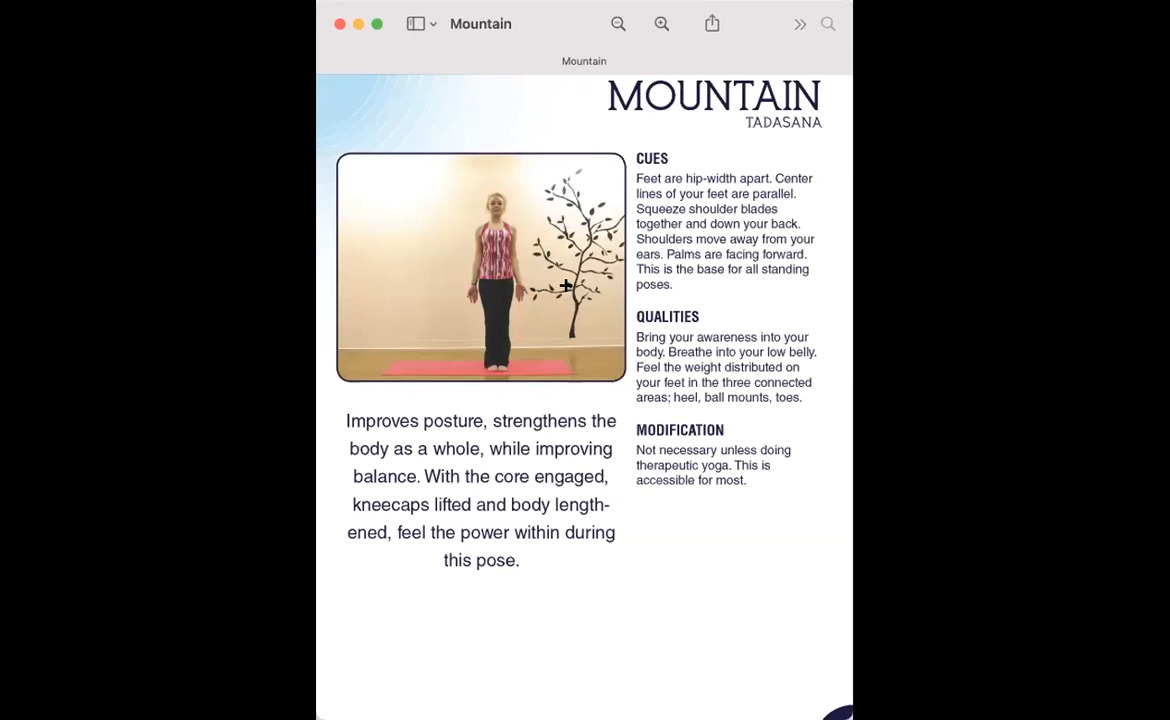 Mountain
Mountain
MOUNTAIN
TADASANA
CUES
Feet are hip-width apart. Center
lines of your feet are parallel.
Squeeze shoulder blades
together and down your back.
Shoulders move away from your
ears. Palms are facing forward.
This is the base for all standing
poses.
QUALITIES
Bring your awareness into your
body. Breathe into your low belly.
Feel the weight distributed on
your feet in the three connected
areas; heel, ball mounts, toes.
MODIFICATION
Not necessary unless doing
therapeutic yoga. This is
accessible for most.
Improves posture, strengthens the
body as a whole, while improving
balance. With the core engaged,
kneecaps lifted and body length-
ened, feel the power within during
this pose.